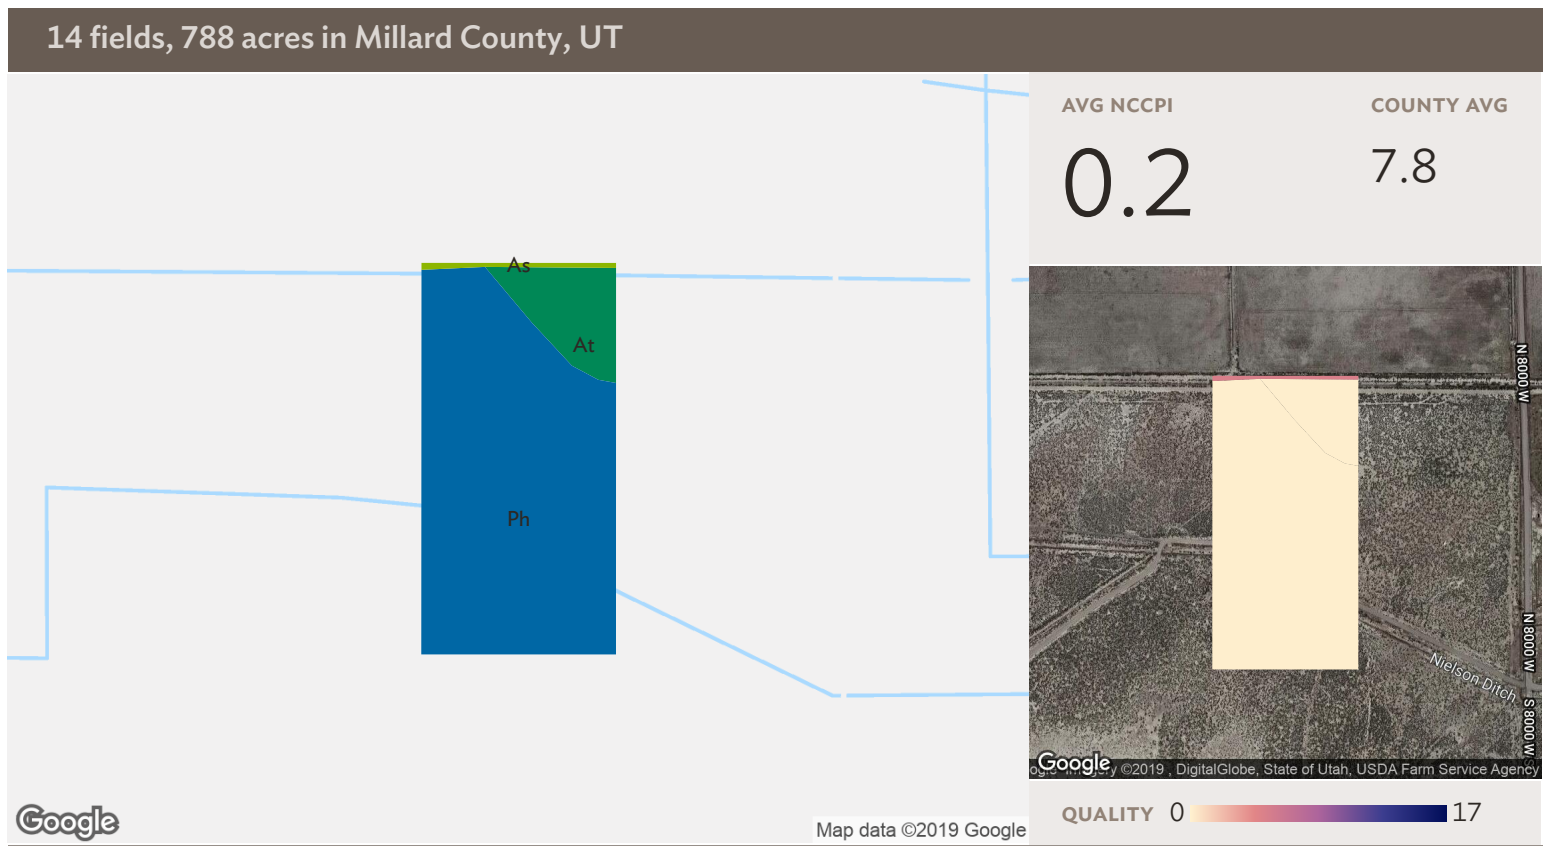 14 fields, 788 acres in Millard County, UT
AVG NCCPI
COUNTY AVG
0.2
7.8
As
At
Ph
Google
Map data ©2019 Google
N 8000 W
N 8000 W
S 8000 W
Nielson Ditch
Google
Imagery ©2019 , DigitalGlobe, State of Utah, USDA Farm Service Agency
QUALITY 0 17